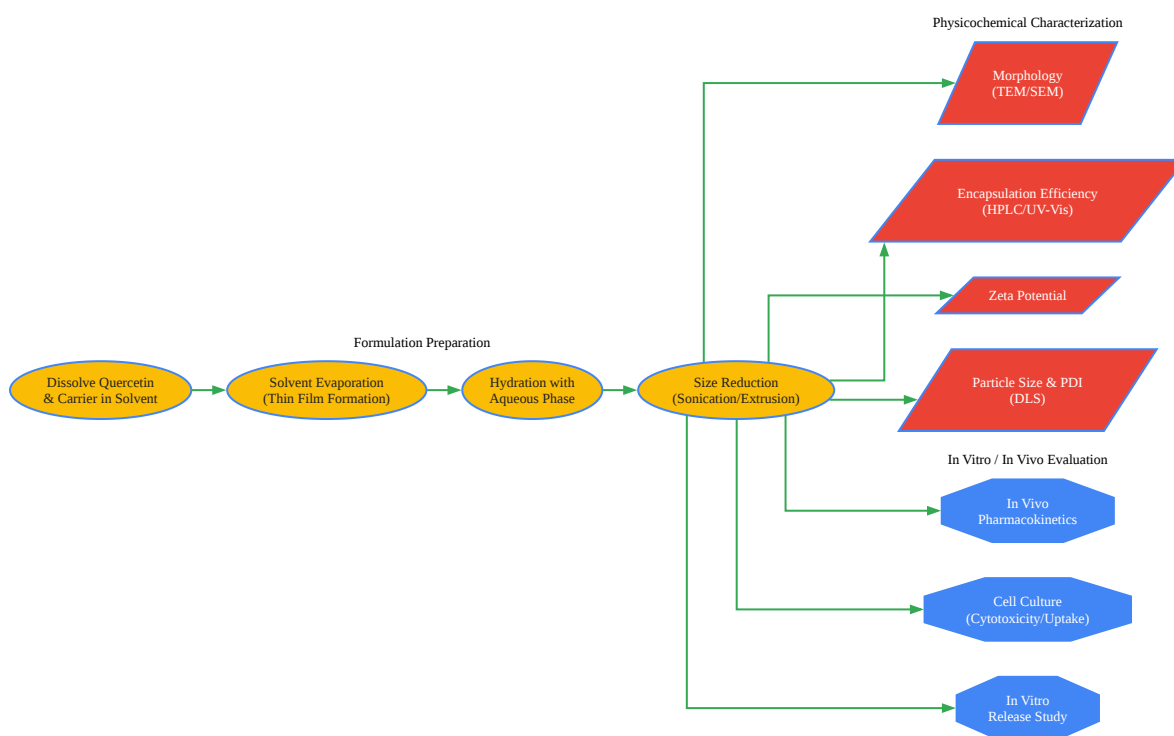 Physicochemical Characterization
Morphology
(TEM/SEM)
Encapsulation Efficiency
(HPLC/UV-Vis)
Zeta Potential
Formulation Preparation
Dissolve Quercetin
& Carrier in Solvent
Solvent Evaporation
(Thin Film Formation)
Hydration with
Aqueous Phase
Size Reduction
(Sonication/Extrusion)
Particle Size & PDI
(DLS)
In Vitro / In Vivo Evaluation
In Vivo
Pharmacokinetics
Cell Culture
(Cytotoxicity/Uptake)
In Vitro
Release Study